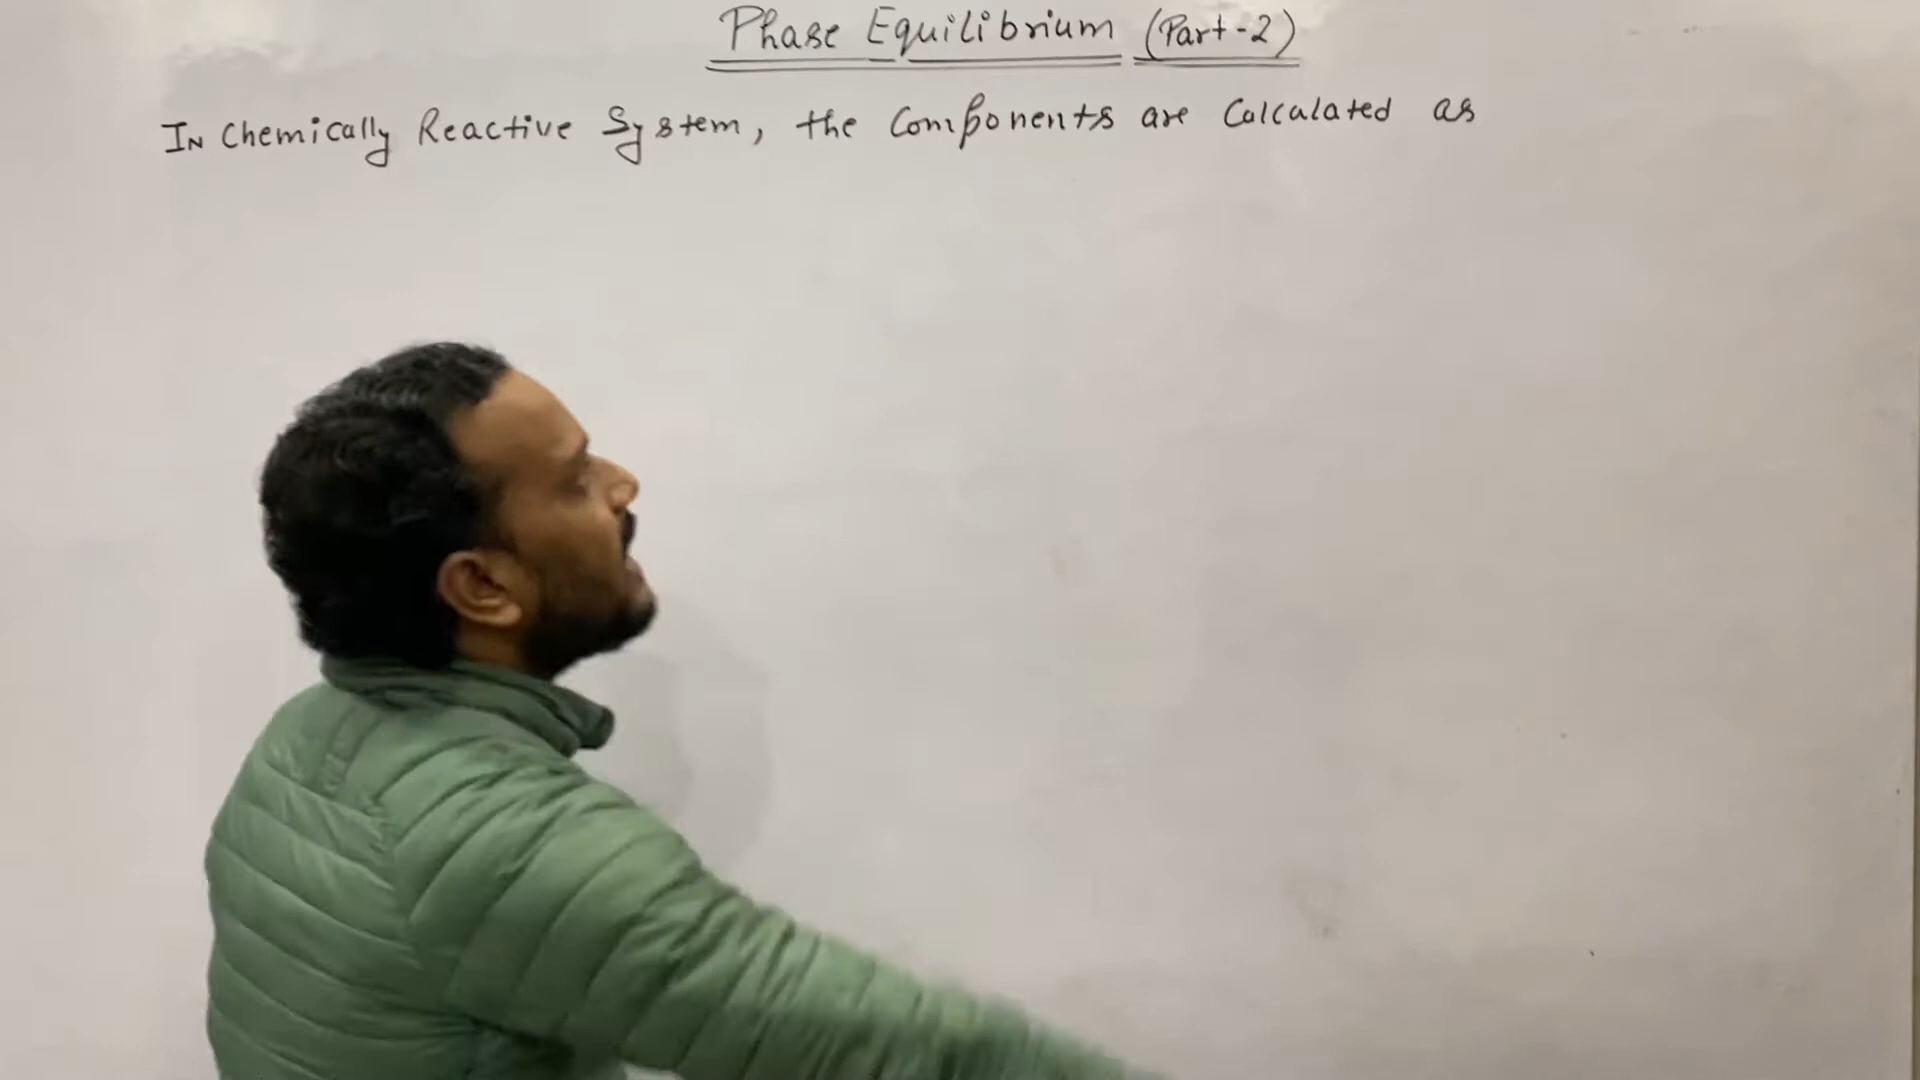 Phase Equilibrium (Part-2)
In Chemically Reactive System, the Components are Calculated as